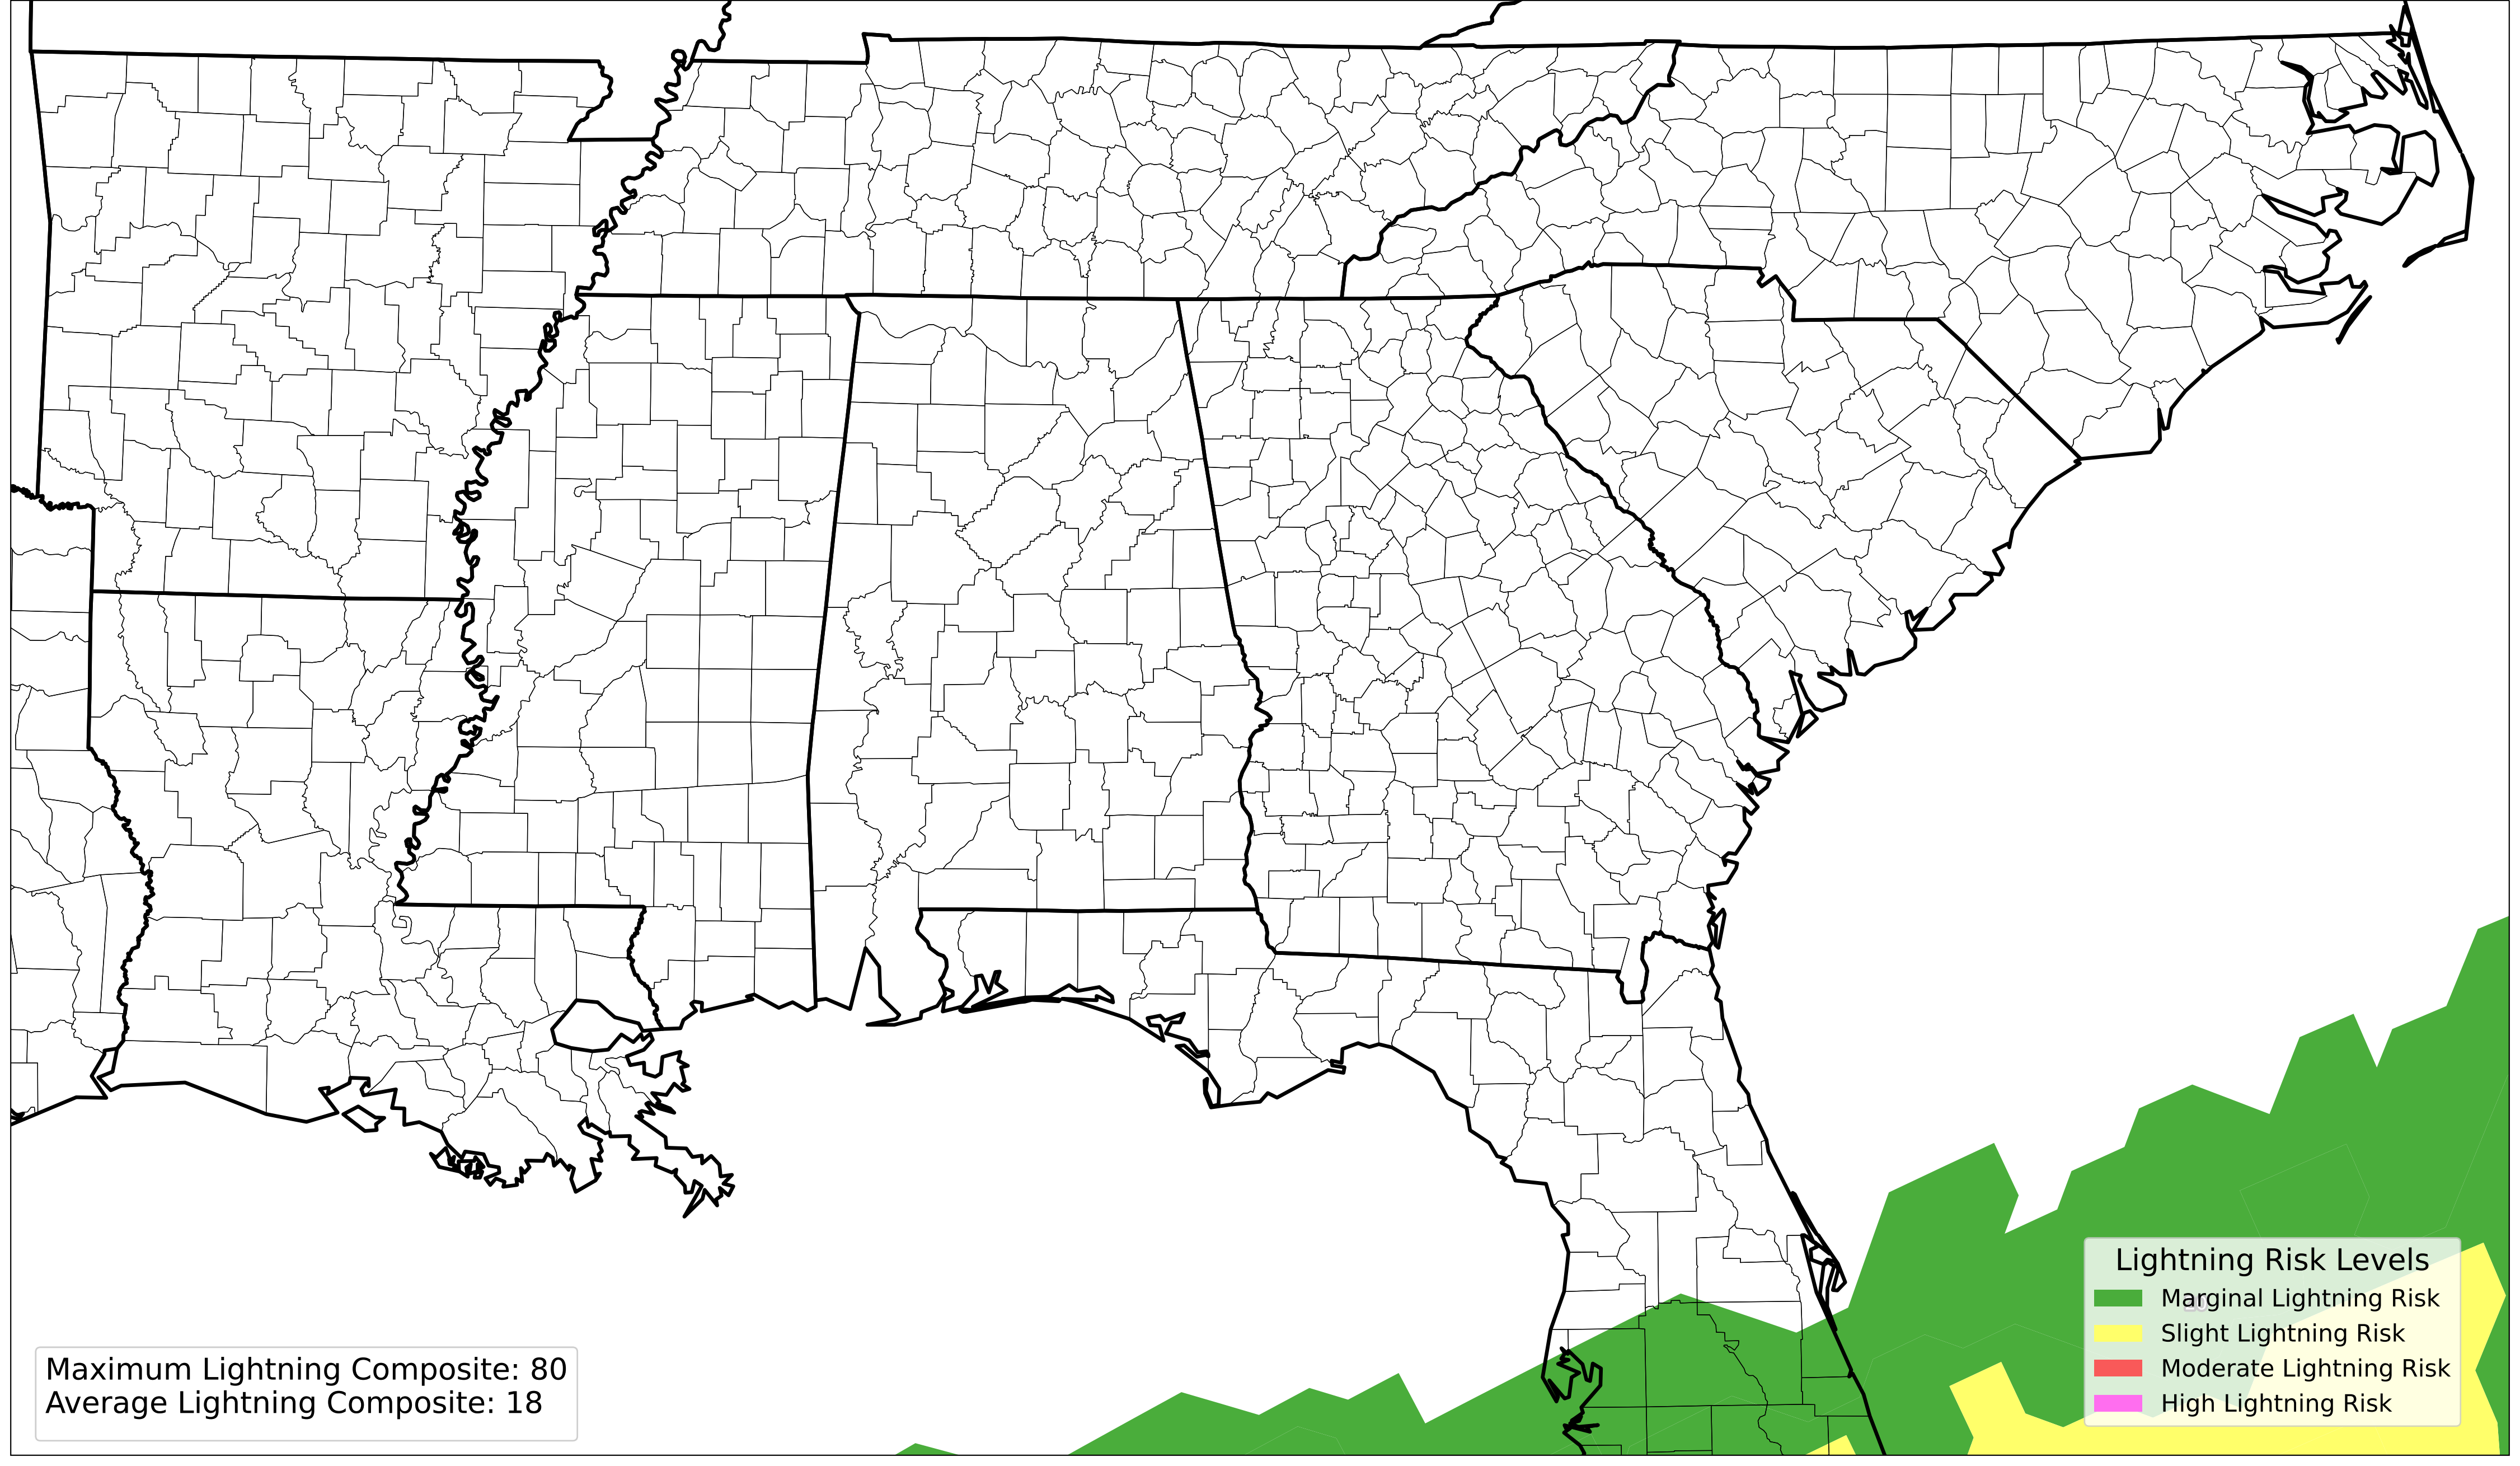 Lightning Risk Levels
Marginal Lightning Risk
Slight Lightning Risk
Moderate Lightning Risk
High Lightning Risk
Maximum Lightning Composite: 80
Average Lightning Composite: 18